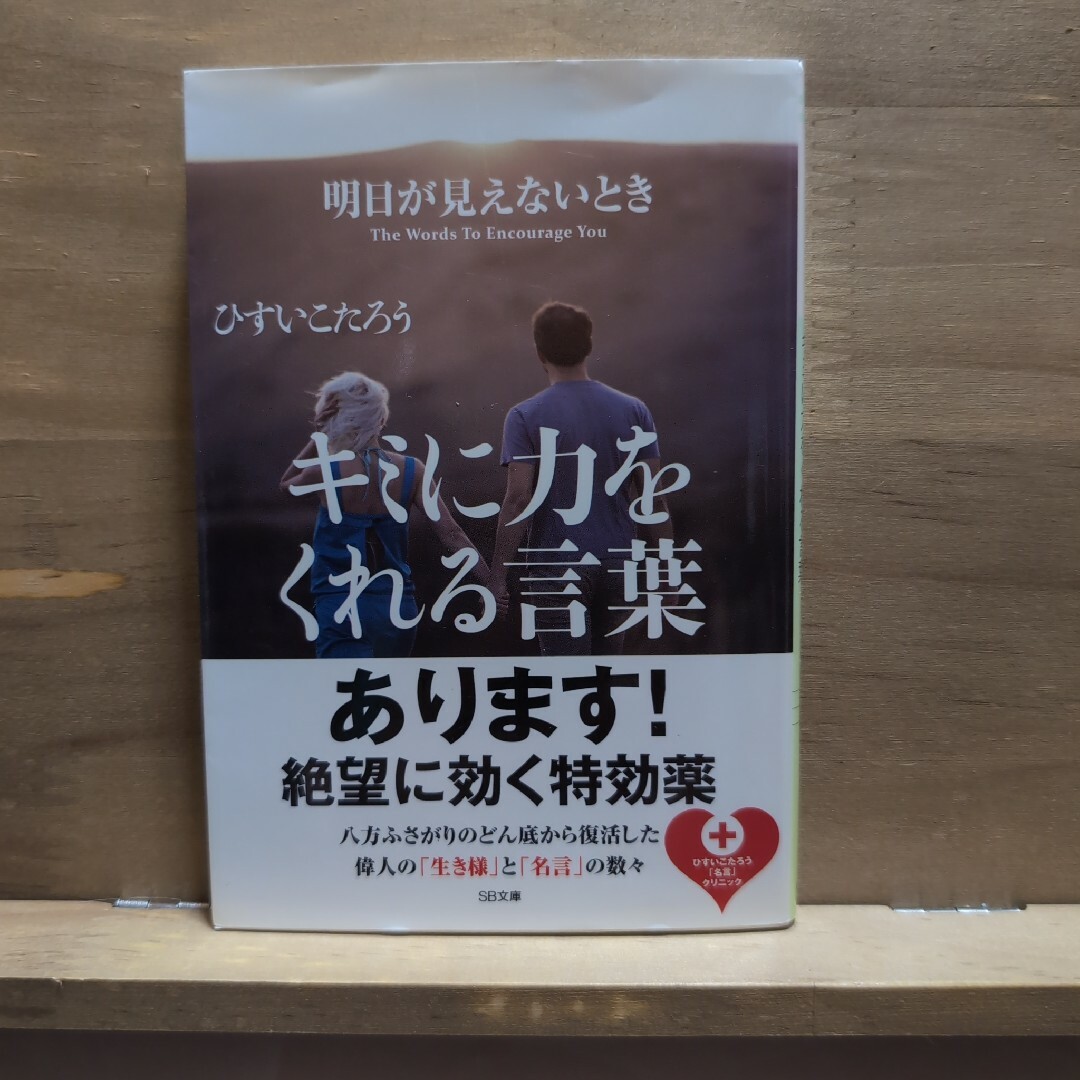 明日が見えないとき
The Words To Encourage You
ひすいこたろう
キミに力を
くれる言葉
あります!
絶望に効く特効薬
八方ふさがりのどん底から復活した
偉人の「生き様」と「名言」の数々
ひすいこたろう
「名言」
クリニック
SB文庫